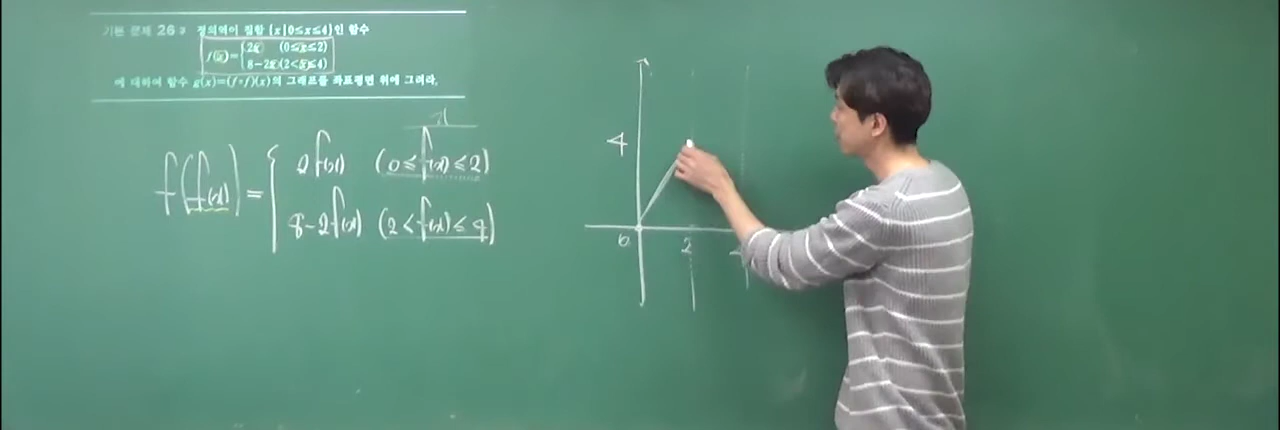 기본 문제 26
정의역이 집합 {x|0≤x≤4}인 함수
f(x)={2x (0≤x≤2)
8-2x(2<x≤4)
에 대하여 함수 g(x)=(f∘f)(x)의 그래프를 좌표평면 위에 그려라.
f(f(x)) = {
2f(x) (0≤f(x)≤2)
8-2f(x) (2<f(x)≤4)
4
0
2